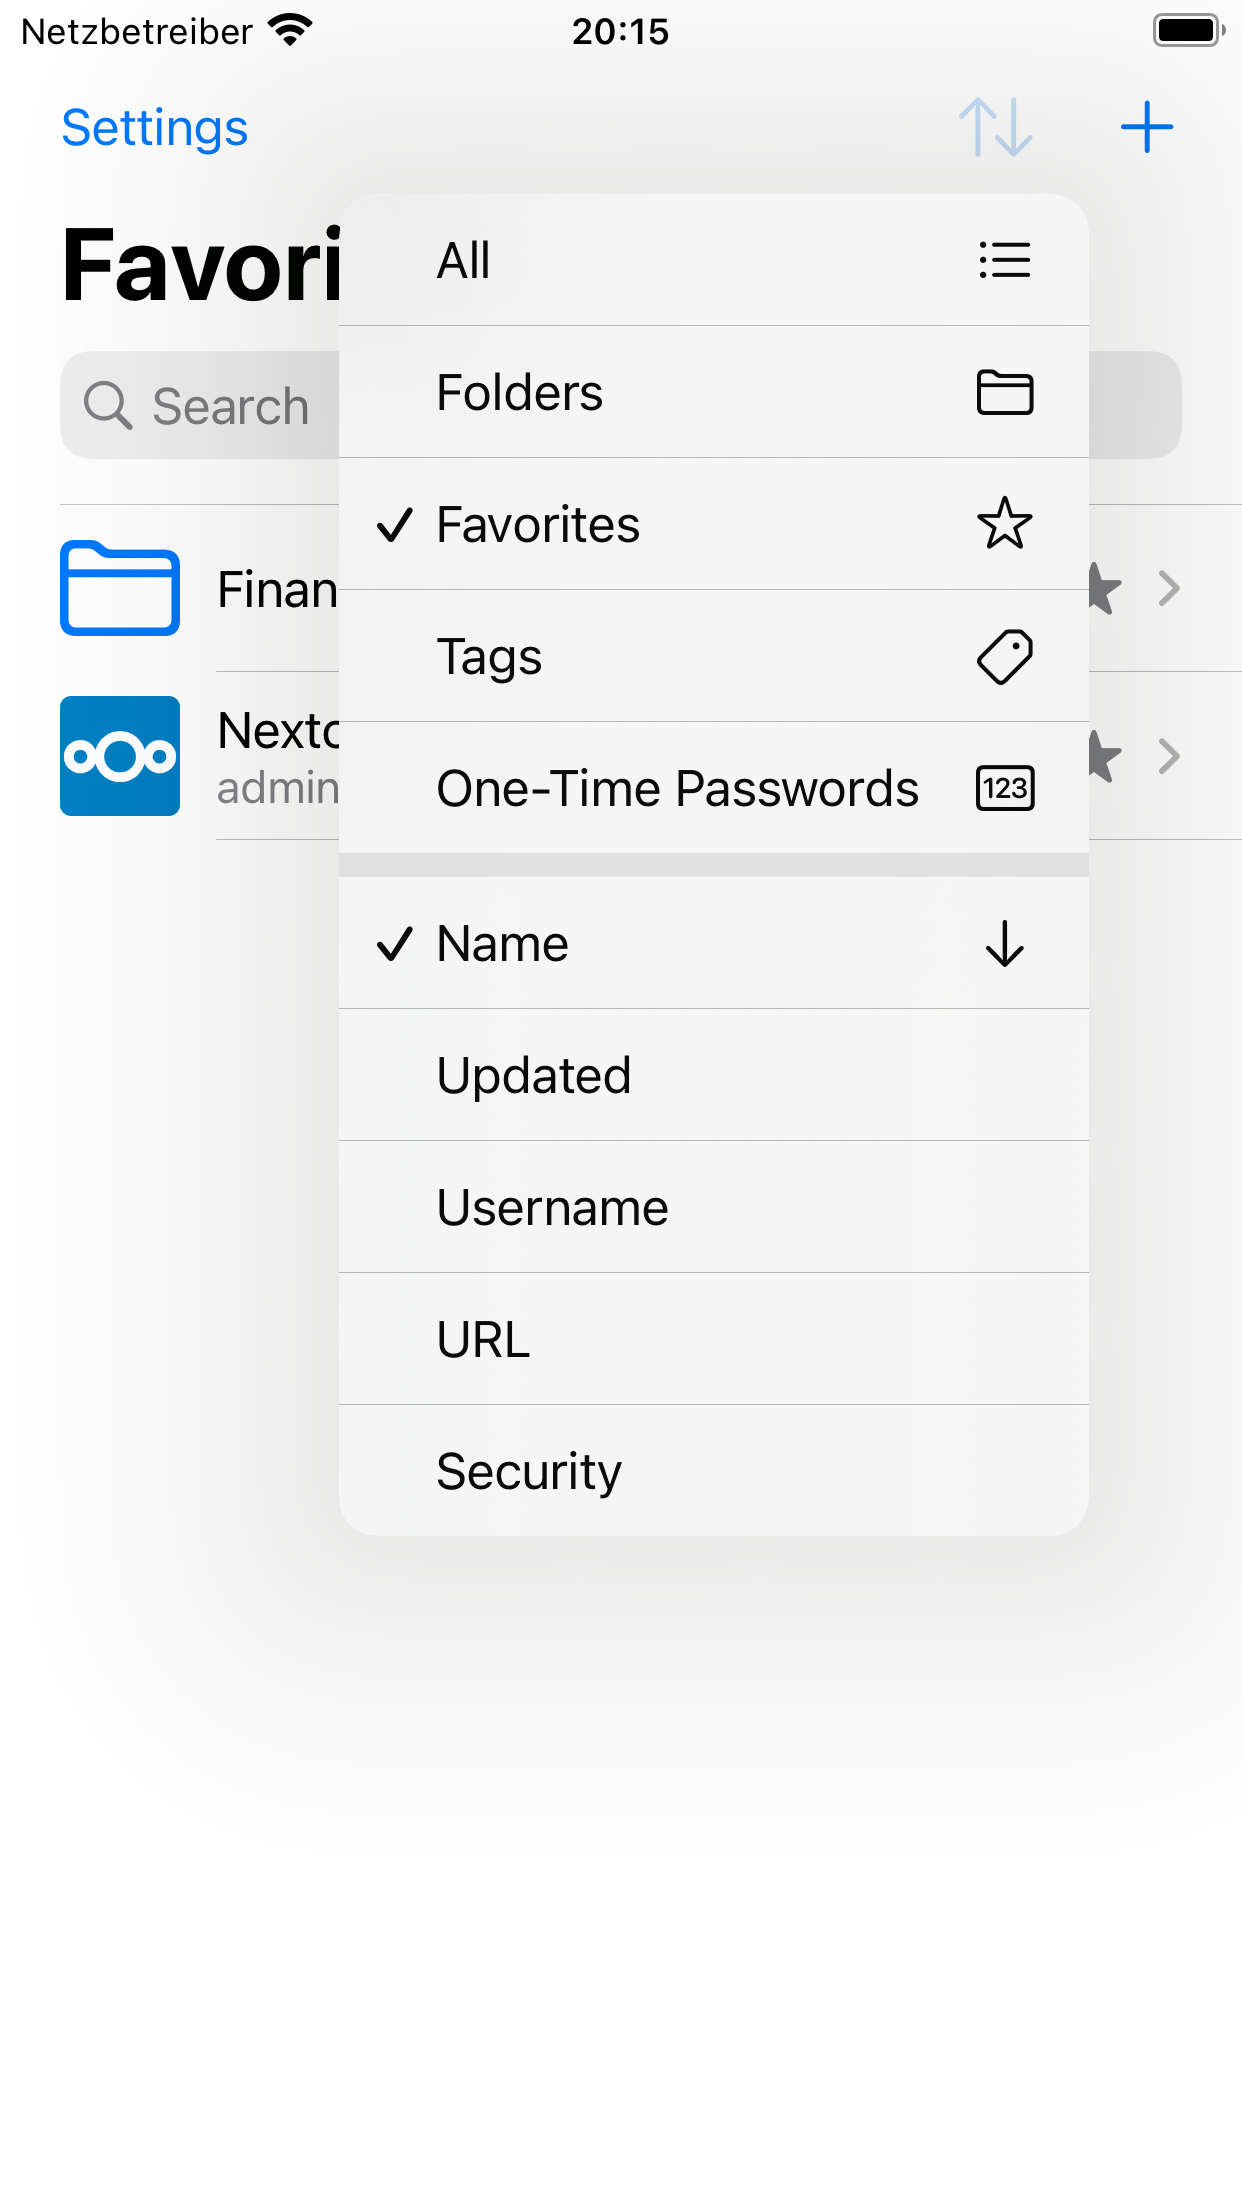 Netzbetreiber 20:15
Settings
Favori
Search
Finan
Nextc
admin
All
Folders
Favorites
Tags
One-Time Passwords 123
Name
Updated
Username
URL
Security